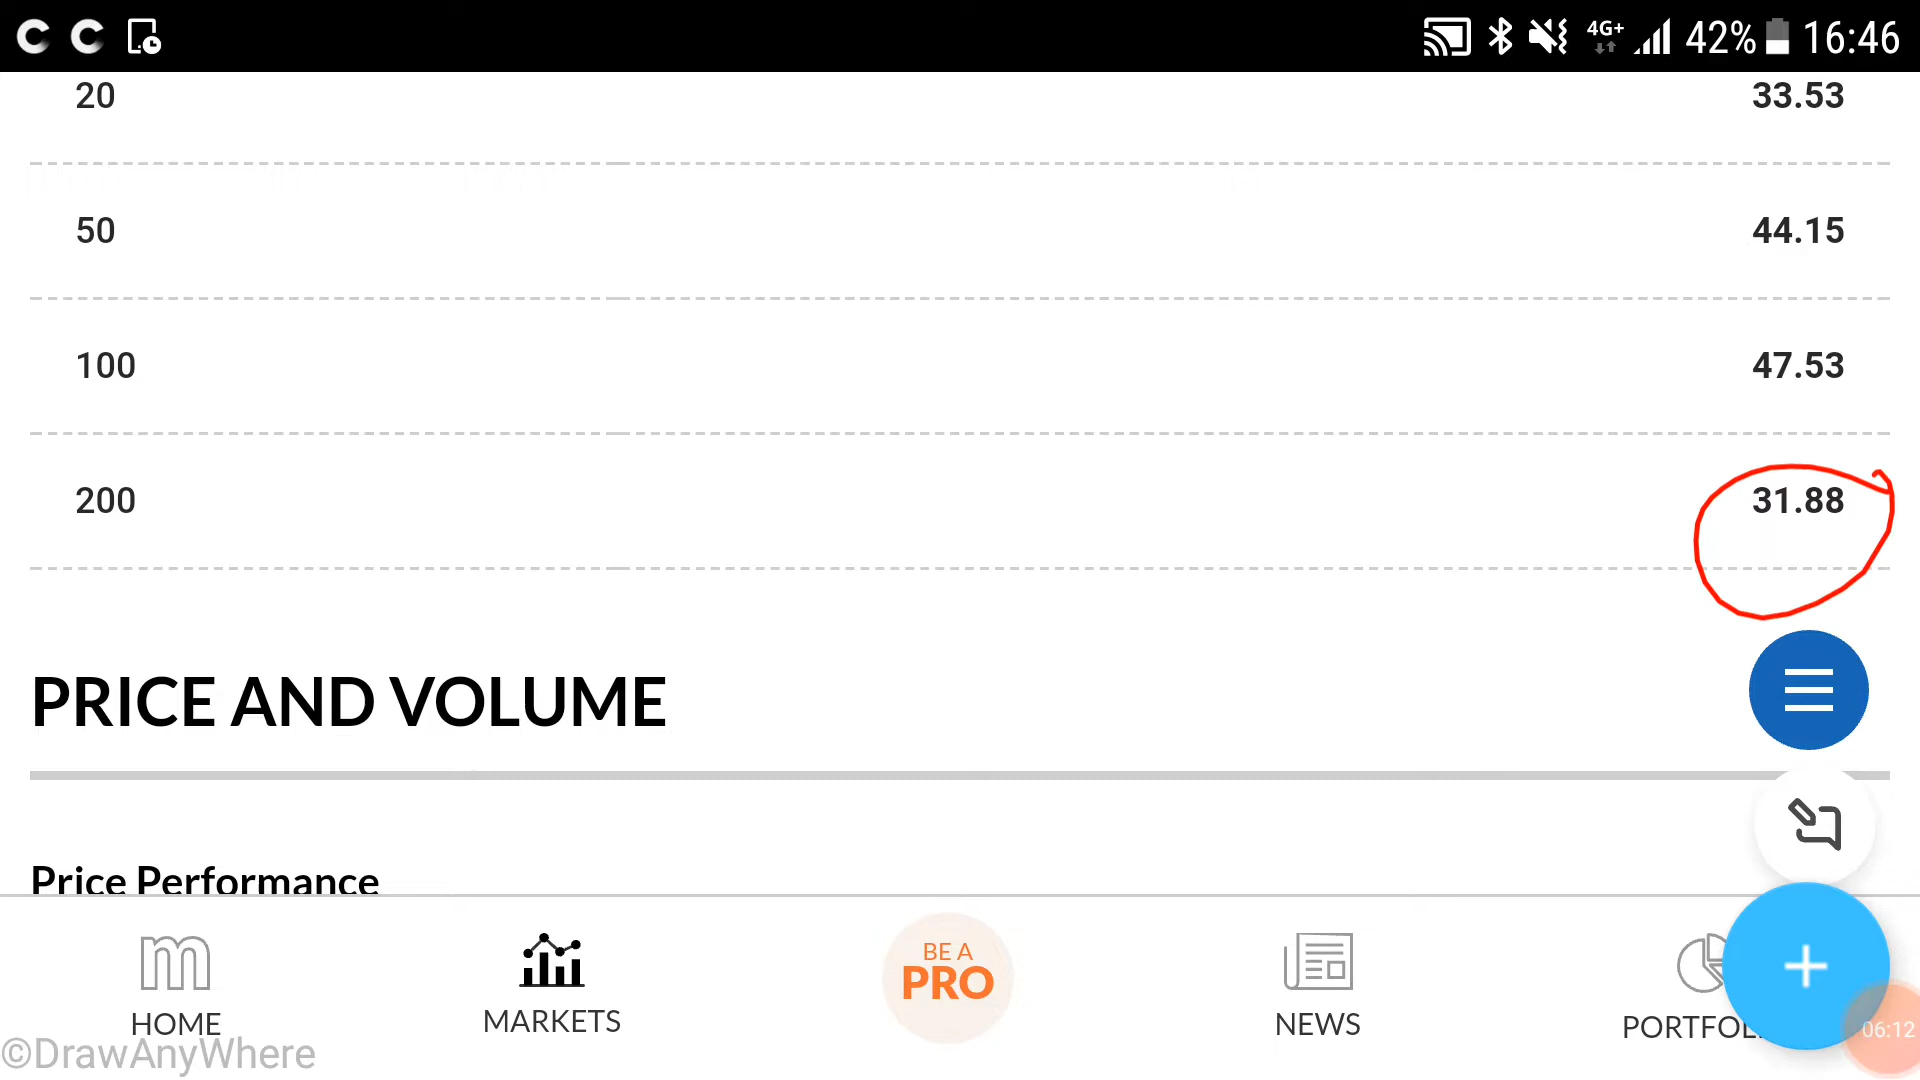 4G+ 42% 16:46
20 33.53
50 44.15
100 47.53
200 31.88
PRICE AND VOLUME
Price Performance
BE A
PRO
HOME MARKETS NEWS PORTFOL
06:12
©DrawAnyWhere